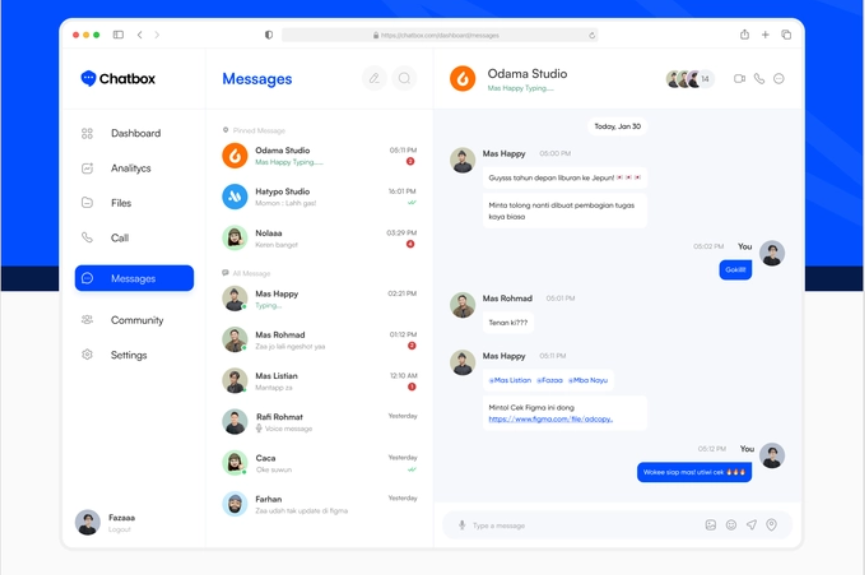 https://chatbox.com/dashboard/messages
Chatbox
Dashboard
Analitycs
Files
Call
Messages
Community
Settings
Fazaaa
Logout
Messages
Pinned Message
Odama Studio
05:11 PM
Mas Happy Typing.....
2
Hatypo Studio
16:01 PM
Momon : Lahh gas!
Nolaaa
03:29 PM
Keren banget
4
All Message
Mas Happy
02:21 PM
Typing...
Mas Rohmad
01:12 PM
Zaa jo lali ngeshot yaa
2
Mas Listian
12:10 AM
Mantapp za
1
Rafi Rohmat
Yesterday
Voice message
Caca
Yesterday
Oke suwun
Farhan
Yesterday
Zaa udah tak update di figma
Odama Studio
Mas Happy Typing.....
14
Today, Jan 30
Mas Happy 05:00 PM
Guysss tahun depan liburan ke Jepun!
Minta tolong nanti dibuat pembagian tugas
kaya biasa
05:02 PM You
Gokilll!
Mas Rohmad 05:01 PM
Tenan ki???
Mas Happy 05:11 PM
@Mas Listian @Fazaa @Mba Nayu
Mintol Cek Figma ini dong
https://www.figma.com/file/adcopy..
05:12 PM You
Wokee siap mas! utiwi cek 🔥🔥🔥
Type a message